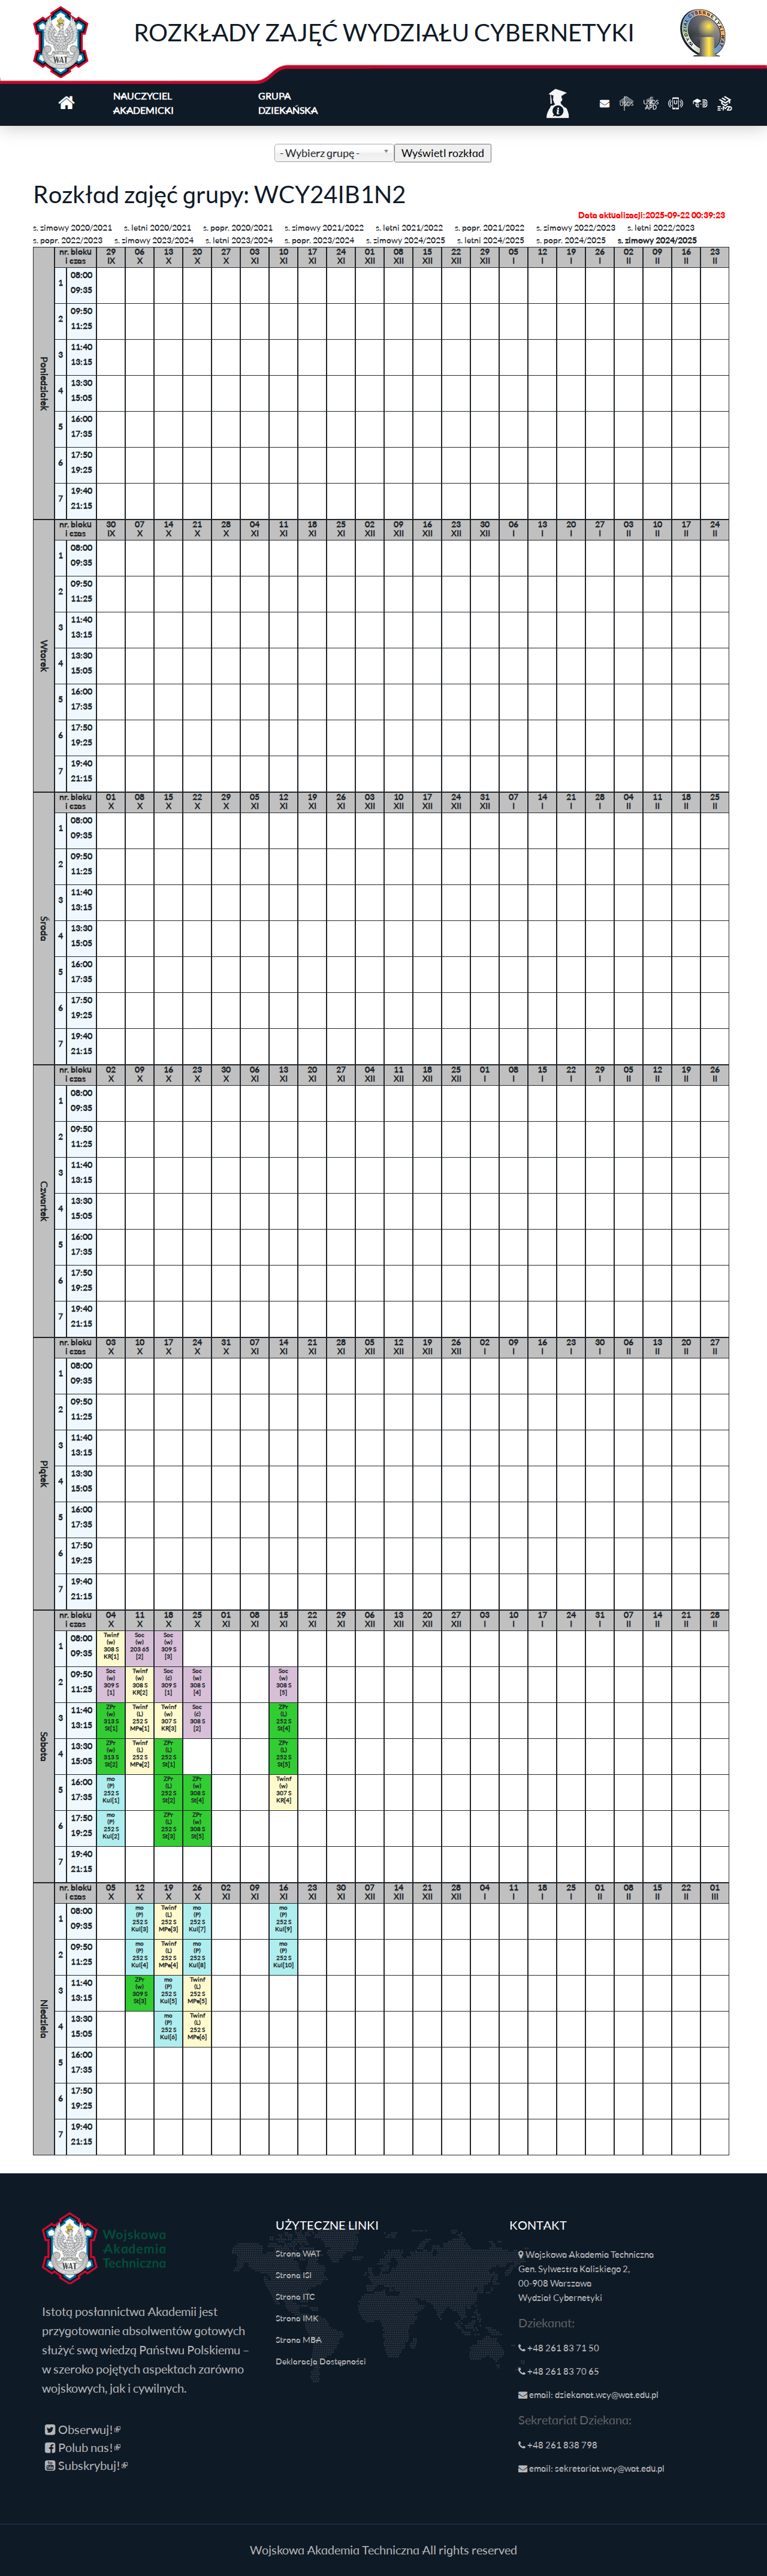 ROZKŁADY ZAJĘĆ WYDZIAŁU CYBERNETYKI
WAT
NAUCZYCIEL
AKADEMICKI
GRUPA
DZIEKAŃSKA
- Wybierz grupę -
Wyświetl rozkład
Rozkład zajęć grupy: WCY24IB1N2
Data aktualizacji:2025-09-22 00:39:23
s. zimowy 2020/2021 s. letni 2020/2021 s. popr. 2020/2021 s. zimowy 2021/2022 s. letni 2021/2022 s. popr. 2021/2022 s. zimowy 2022/2023 s. letni 2022/2023
s. popr. 2022/2023 s. zimowy 2023/2024 s. letni 2023/2024 s. popr. 2023/2024 s. zimowy 2024/2025 s. letni 2024/2025 s. popr. 2024/2025 s. zimowy 2024/2025
Poniedziałek
nr. bloku 29 06 13 20 27 03 10 17 24 01 08 15 22 29 05 12 19 26 02 09 16 23
i czas IX X X X X XI XI XI XI XII XII XII XII XII I I I I II II II II
1 08:00 09:35
2 09:50 11:25
3 11:40 13:15
4 13:30 15:05
5 16:00 17:35
6 17:50 19:25
7 19:40 21:15
Wtorek
nr. bloku 30 07 14 21 28 04 11 18 25 02 09 16 23 30 06 13 20 27 03 10 17 24
i czas IX X X X X XI XI XI XI XII XII XII XII XII I I I I II II II II
1 08:00 09:35
2 09:50 11:25
3 11:40 13:15
4 13:30 15:05
5 16:00 17:35
6 17:50 19:25
7 19:40 21:15
Środa
nr. bloku 01 08 15 22 29 05 12 19 26 03 10 17 24 31 07 14 21 28 04 11 18 25
i czas X X X X X XI XI XI XI XII XII XII XII XII I I I I II II II II
1 08:00 09:35
2 09:50 11:25
3 11:40 13:15
4 13:30 15:05
5 16:00 17:35
6 17:50 19:25
7 19:40 21:15
Czwartek
nr. bloku 02 09 16 23 30 06 13 20 27 04 11 18 25 01 08 15 22 29 05 12 19 26
i czas X X X X X XI XI XI XI XII XII XII XII I I I I I II II II II
1 08:00 09:35
2 09:50 11:25
3 11:40 13:15
4 13:30 15:05
5 16:00 17:35
6 17:50 19:25
7 19:40 21:15
Piątek
nr. bloku 03 10 17 24 31 07 14 21 28 05 12 19 26 02 09 16 23 30 06 13 20 27
i czas X X X X X XI XI XI XI XII XII XII XII I I I I I II II II II
1 08:00 09:35
2 09:50 11:25
3 11:40 13:15
4 13:30 15:05
5 16:00 17:35
6 17:50 19:25
7 19:40 21:15
Sobota
nr. bloku 04 11 18 25 01 08 15 22 29 06 13 20 27 03 10 17 24 31 07 14 21 28
i czas X X X X XI XI XI XI XI XII XII XII XII I I I I I II II II II
1 08:00 09:35 Twinf (w) 308 S KR[1] Soc (w) 203 65 [2] Soc (w) 309 S [3]
2 09:50 11:25 Soc (w) 309 S [1] Twinf (w) 308 S KR[2] Soc (ć) 309 S [1] Soc (w) 308 S [4] Soc (w) 308 S [5]
3 11:40 13:15 ZPr (w) 313 S St[1] Twinf (L) 252 S MPe[1] Twinf (w) 307 S KR[3] Soc (ć) 308 S [2] ZPr (L) 252 S St[4]
4 13:30 15:05 ZPr (w) 313 S St[2] Twinf (L) 252 S MPe[2] ZPr (L) 252 S St[1] ZPr (L) 252 S St[5]
5 16:00 17:35 mo (P) 252 S Kul[1] ZPr (L) 252 S St[2] ZPr (w) 308 S St[4] Twinf (w) 307 S KR[4]
6 17:50 19:25 mo (P) 252 S Kul[2] ZPr (L) 252 S St[3] ZPr (w) 308 S St[5]
7 19:40 21:15
Niedziela
nr. bloku 05 12 19 26 02 09 16 23 30 07 14 21 28 04 11 18 25 01 08 15 22 01
i czas X X X X XI XI XI XI XI XII XII XII XII I I I I II II II II III
1 08:00 09:35 mo (P) 252 S Kul[3] Twinf (L) 252 S MPe[3] mo (P) 252 S Kul[7] mo (P) 252 S Kul[9]
2 09:50 11:25 mo (P) 252 S Kul[4] Twinf (L) 252 S MPe[4] mo (P) 252 S Kul[8] mo (P) 252 S Kul[10]
3 11:40 13:15 ZPr (w) 309 S St[3] mo (P) 252 S Kul[5] Twinf (L) 252 S MPe[5]
4 13:30 15:05 mo (P) 252 S Kul[6] Twinf (L) 252 S MPe[6]
5 16:00 17:35
6 17:50 19:25
7 19:40 21:15
WAT
Wojskowa
Akademia
Techniczna
Istotą posłannictwa Akademii jest
przygotowanie absolwentów gotowych
służyć swą wiedzą Państwu Polskiemu –
w szeroko pojętych aspektach zarówno
wojskowych, jak i cywilnych.
Obserwuj!
Polub nas!
Subskrybuj!
UŻYTECZNE LINKI
Strona WAT
Strona ISI
Strona ITC
Strona IMK
Strona MBA
Deklaracja Dostępności
KONTAKT
Wojskowa Akademia Techniczna
Gen. Sylwestra Kaliskiego 2,
00-908 Warszawa
Wydział Cybernetyki
Dziekanat:
+48 261 83 71 50
+48 261 83 70 65
email: dziekanat.wcy@wat.edu.pl
Sekretariat Dziekana:
+48 261 838 798
email: sekretariat.wcy@wat.edu.pl
Wojskowa Akademia Techniczna All rights reserved